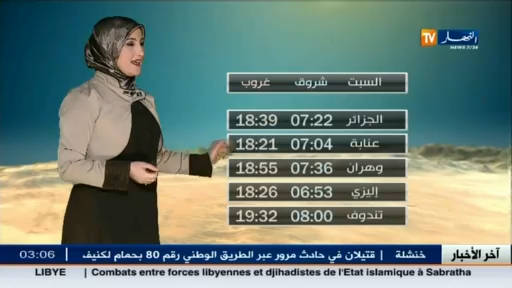 النهار TV
NEWS 7/24
السبت شروق غروب
الجزائر 07:22 18:39
عنابة 07:04 18:21
وهران 07:36 18:55
إليزي 06:53 18:26
تندوف 08:00 19:32
آخر الأخبار خنشلة | قتيلان في حادث مرور عبر الطريق الوطني رقم 80 بحمام لكنيف 03:06
LIBYE | Combats entre forces libyennes et djihadistes de l'Etat islamique à Sabratha